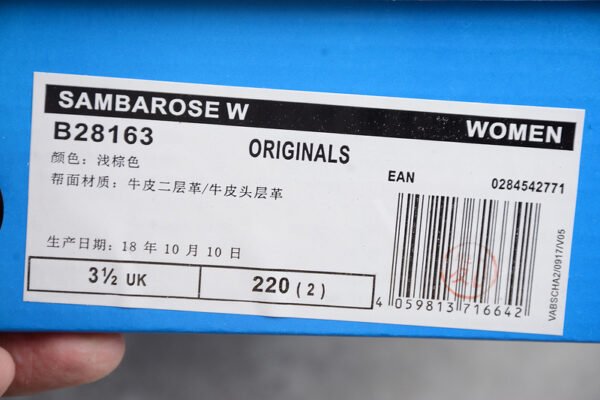 SAMBAROSE W
WOMEN
B28163
ORIGINALS
颜色: 浅棕色
EAN 0284542771
帮面材质: 牛皮二层革/牛皮头层革
生产日期: 18 年 10 月 10 日
3½ UK
220 (2)
4 059813 716642
VABSCHA2/0917/V05